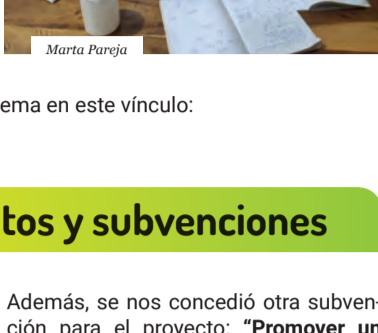 Marta Pareja
ema en este vínculo:
tos y subvenciones
Además, se nos concedió otra subven-
ción para el proyecto: "Promover un